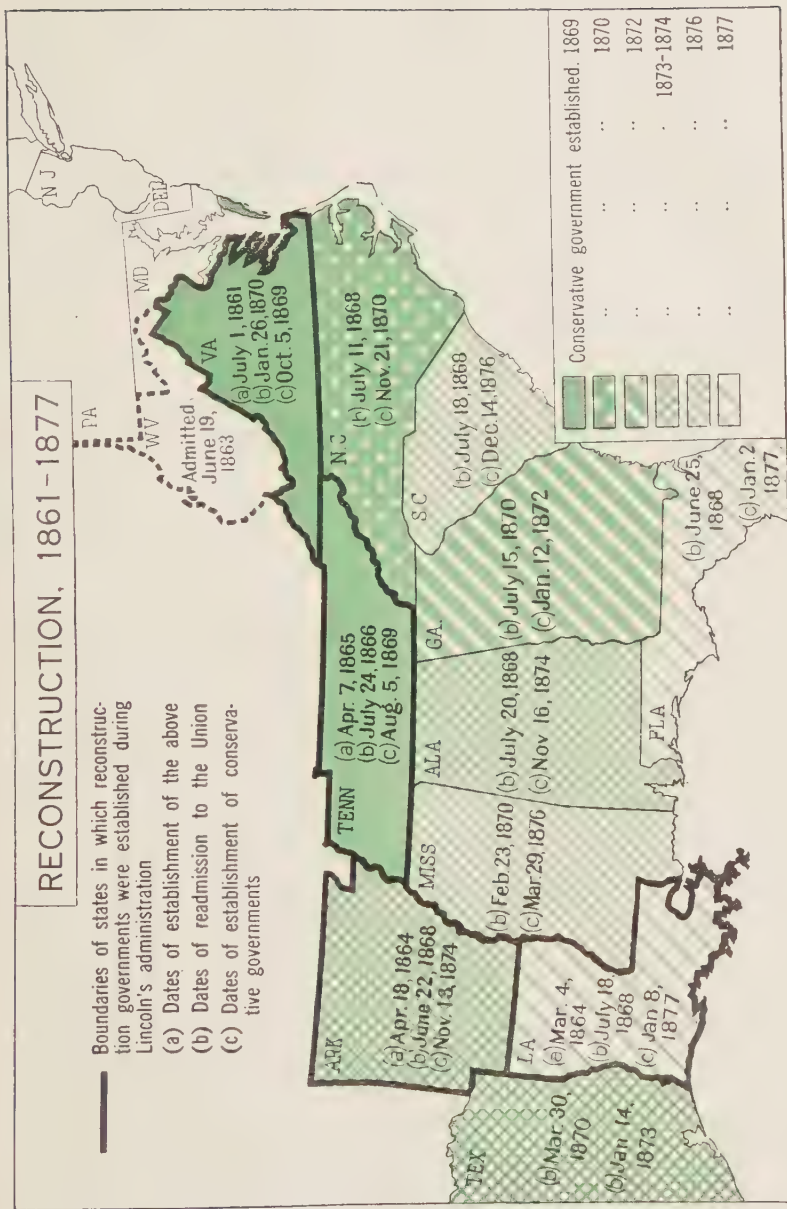 RECONSTRUCTION, 1861-1877
Boundaries of states in which reconstruc-
tion governments were established during
Lincoln's administration
(a) Dates of establishment of the above
(b) Dates of readmission to the Union
(c) Dates of establishment of conserva-
tive governments
PA
NJ
MD
DEL
WV
Admitted
June 19,
1863
VA
(a) July 1, 1861
(b) Jan. 26, 1870
(c) Oct. 5, 1869
TENN
(a) Apr. 7, 1865
(b) July 24, 1866
(c) Aug. 5, 1869
N.C
(b) July 11, 1868
(c) Nov. 21, 1870
ARK
(a) Apr. 18, 1864
(b) June 22, 1868
(c) Nov. 13, 1874
MISS
(b) Feb. 23, 1870
(c) Mar. 29, 1876
ALA
(b) July 20, 1868
(c) Nov 16, 1874
GA.
(b) July 15, 1870
(c) Jan. 12, 1872
S C
(b) July 18, 1868
(c) Dec. 14, 1876
TEX
(b) Mar. 30,
1870
(b) Jan 14,
1873
LA
(a) Mar. 4,
1864
(b) July 18,
1868
(c) Jan 8,
1877
FLA
(b) June 25,
1868
(c) Jan. 2
1877
Conservative government established. 1869
" " " 1870
" " " 1872
" " " 1873-1874
" " " 1876
" " " 1877